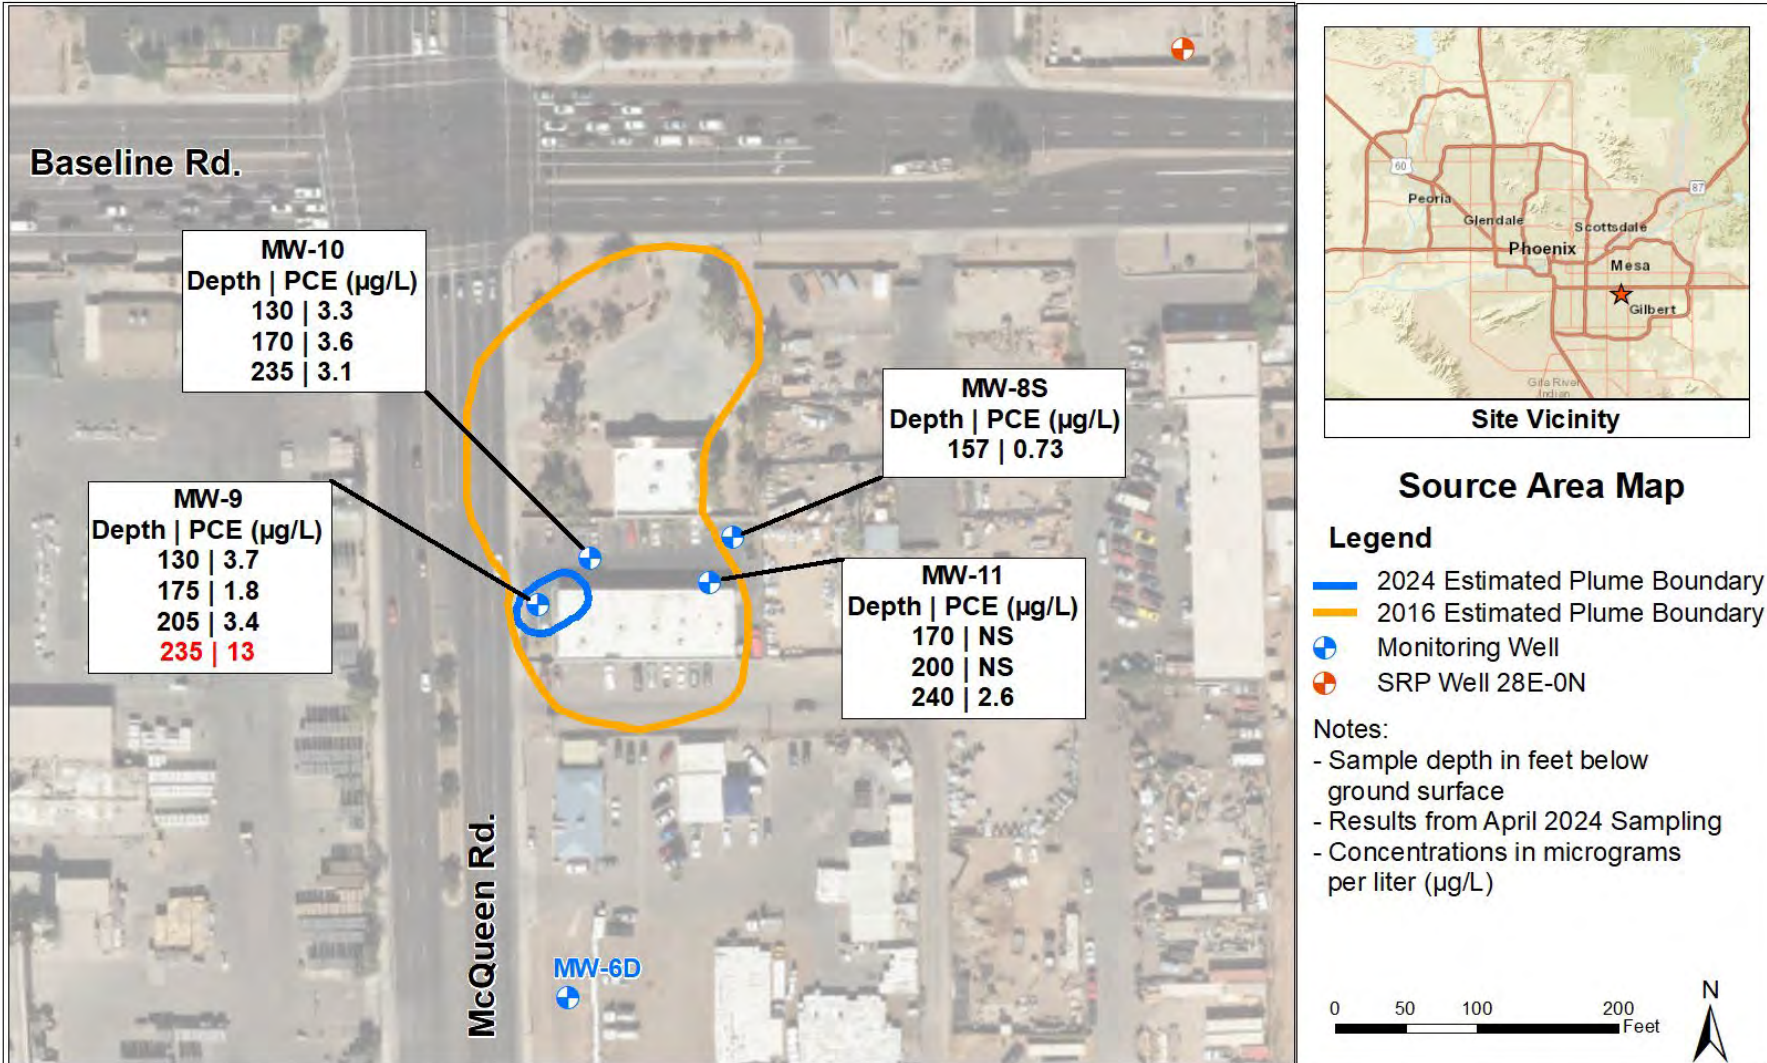 Baseline Rd.
MW-10
Depth | PCE (µg/L)
130 | 3.3
170 | 3.6
235 | 3.1
MW-9
Depth | PCE (µg/L)
130 | 3.7
175 | 1.8
205 | 3.4
235 | 13
MW-8S
Depth | PCE (µg/L)
157 | 0.73
MW-11
Depth | PCE (µg/L)
170 | NS
200 | NS
240 | 2.6
McQueen Rd.
MW-6D
60
87
Peoria
Glendale
Scottsdale
Phoenix
Mesa
Gilbert
Gila River
Indian
Site Vicinity
Source Area Map
Legend
2024 Estimated Plume Boundary
2016 Estimated Plume Boundary
Monitoring Well
SRP Well 28E-0N
Notes:
- Sample depth in feet below
ground surface
- Results from April 2024 Sampling
- Concentrations in micrograms
per liter (µg/L)
0 50 100 200
Feet
N